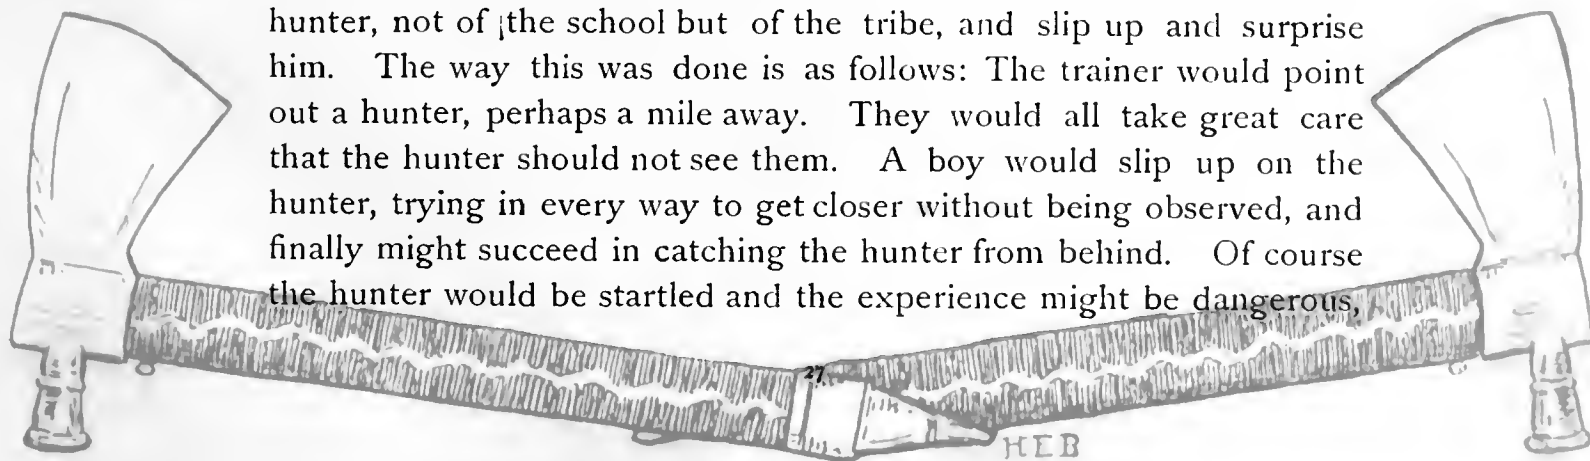 hunter, not of the school but of the tribe, and slip up and surprise
him. The way this was done is as follows: The trainer would point
out a hunter, perhaps a mile away. They would all take great care
that the hunter should not see them. A boy would slip up on the
hunter, trying in every way to get closer without being observed, and
finally might succeed in catching the hunter from behind. Of course
the hunter would be startled and the experience might be dangerous,
27
HEB